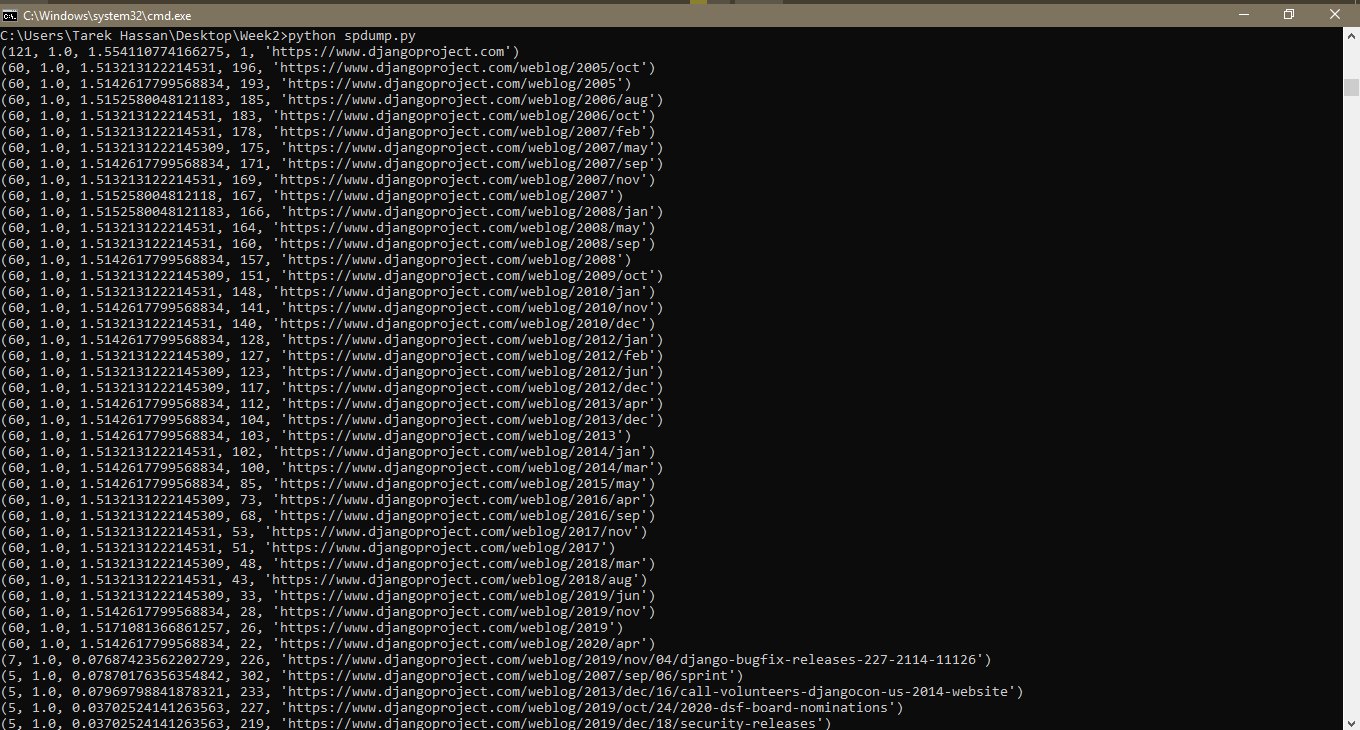 C:\Windows\system32\cmd.exe
C:\Users\Tarek Hassan\Desktop\Week2>python spdump.py
(121, 1.0, 1.554110774166275, 1, 'https://www.djangoproject.com')
(60, 1.0, 1.513213122214531, 196, 'https://www.djangoproject.com/weblog/2005/oct')
(60, 1.0, 1.5142617799568834, 193, 'https://www.djangoproject.com/weblog/2005')
(60, 1.0, 1.5152580048121183, 185, 'https://www.djangoproject.com/weblog/2006/aug')
(60, 1.0, 1.513213122214531, 183, 'https://www.djangoproject.com/weblog/2006/oct')
(60, 1.0, 1.513213122214531, 178, 'https://www.djangoproject.com/weblog/2007/feb')
(60, 1.0, 1.5132131222145309, 175, 'https://www.djangoproject.com/weblog/2007/may')
(60, 1.0, 1.5142617799568834, 171, 'https://www.djangoproject.com/weblog/2007/sep')
(60, 1.0, 1.513213122214531, 169, 'https://www.djangoproject.com/weblog/2007/nov')
(60, 1.0, 1.515258004812118, 167, 'https://www.djangoproject.com/weblog/2007')
(60, 1.0, 1.5152580048121183, 166, 'https://www.djangoproject.com/weblog/2008/jan')
(60, 1.0, 1.513213122214531, 164, 'https://www.djangoproject.com/weblog/2008/may')
(60, 1.0, 1.513213122214531, 160, 'https://www.djangoproject.com/weblog/2008/sep')
(60, 1.0, 1.5142617799568834, 157, 'https://www.djangoproject.com/weblog/2008')
(60, 1.0, 1.5132131222145309, 151, 'https://www.djangoproject.com/weblog/2009/oct')
(60, 1.0, 1.513213122214531, 148, 'https://www.djangoproject.com/weblog/2010/jan')
(60, 1.0, 1.5142617799568834, 141, 'https://www.djangoproject.com/weblog/2010/nov')
(60, 1.0, 1.513213122214531, 140, 'https://www.djangoproject.com/weblog/2010/dec')
(60, 1.0, 1.5142617799568834, 128, 'https://www.djangoproject.com/weblog/2012/jan')
(60, 1.0, 1.5132131222145309, 127, 'https://www.djangoproject.com/weblog/2012/feb')
(60, 1.0, 1.5132131222145309, 123, 'https://www.djangoproject.com/weblog/2012/jun')
(60, 1.0, 1.5132131222145309, 117, 'https://www.djangoproject.com/weblog/2012/dec')
(60, 1.0, 1.5142617799568834, 112, 'https://www.djangoproject.com/weblog/2013/apr')
(60, 1.0, 1.5142617799568834, 104, 'https://www.djangoproject.com/weblog/2013/dec')
(60, 1.0, 1.5142617799568834, 103, 'https://www.djangoproject.com/weblog/2013')
(60, 1.0, 1.513213122214531, 102, 'https://www.djangoproject.com/weblog/2014/jan')
(60, 1.0, 1.5142617799568834, 100, 'https://www.djangoproject.com/weblog/2014/mar')
(60, 1.0, 1.5142617799568834, 85, 'https://www.djangoproject.com/weblog/2015/may')
(60, 1.0, 1.5132131222145309, 73, 'https://www.djangoproject.com/weblog/2016/apr')
(60, 1.0, 1.5132131222145309, 68, 'https://www.djangoproject.com/weblog/2016/sep')
(60, 1.0, 1.513213122214531, 53, 'https://www.djangoproject.com/weblog/2017/nov')
(60, 1.0, 1.513213122214531, 51, 'https://www.djangoproject.com/weblog/2017')
(60, 1.0, 1.5132131222145309, 48, 'https://www.djangoproject.com/weblog/2018/mar')
(60, 1.0, 1.513213122214531, 43, 'https://www.djangoproject.com/weblog/2018/aug')
(60, 1.0, 1.5132131222145309, 33, 'https://www.djangoproject.com/weblog/2019/jun')
(60, 1.0, 1.5142617799568834, 28, 'https://www.djangoproject.com/weblog/2019/nov')
(60, 1.0, 1.5171081366861257, 26, 'https://www.djangoproject.com/weblog/2019')
(60, 1.0, 1.5142617799568834, 22, 'https://www.djangoproject.com/weblog/2020/apr')
(7, 1.0, 0.07687423562202729, 226, 'https://www.djangoproject.com/weblog/2019/nov/04/django-bugfix-releases-227-2114-11126')
(5, 1.0, 0.07870176356354842, 302, 'https://www.djangoproject.com/weblog/2007/sep/06/sprint')
(5, 1.0, 0.07969798841878321, 233, 'https://www.djangoproject.com/weblog/2013/dec/16/call-volunteers-djangocon-us-2014-website')
(5, 1.0, 0.03702524141263563, 227, 'https://www.djangoproject.com/weblog/2019/oct/24/2020-dsf-board-nominations')
(5, 1.0, 0.03702524141263563, 219, 'https://www.djangoproject.com/weblog/2019/dec/18/security-releases')